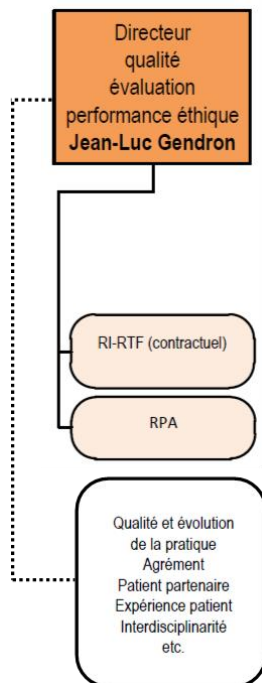 Directeur
qualité
évaluation
performance éthique
Jean-Luc Gendron
RI-RTF (contractuel)
RPA
Qualité et évolution
de la pratique
Agrément
Patient partenaire
Expérience patient
Interdisciplinarité
etc.